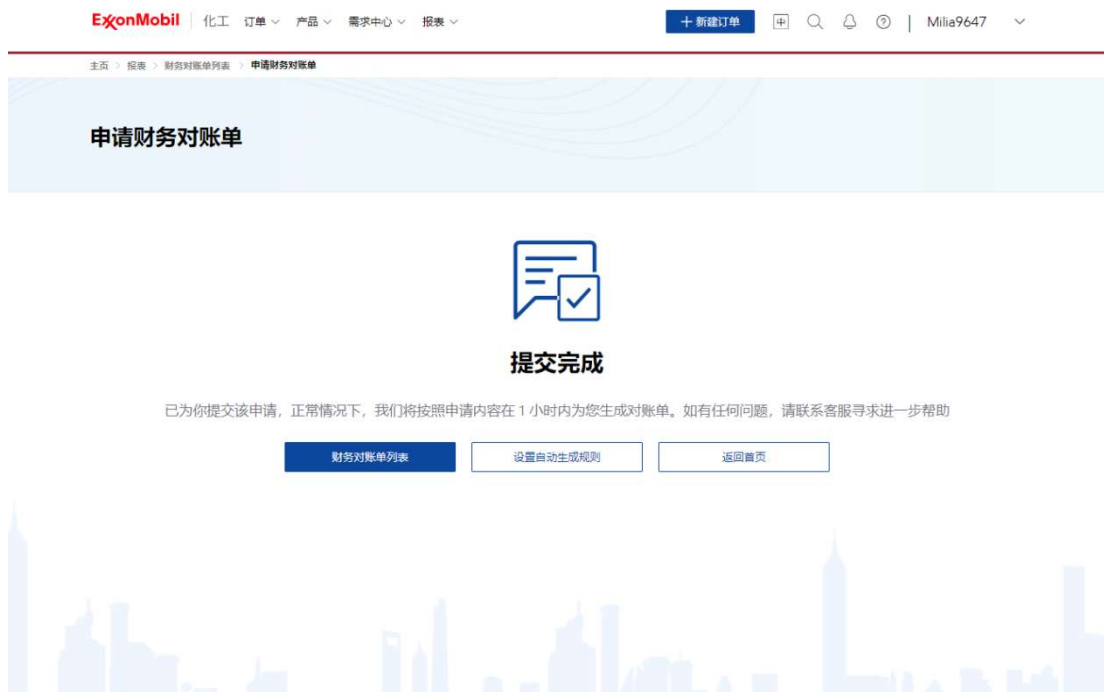 ExxonMobil 化工 订单 产品 需求中心 报表 + 新建订单 中 Milia9647
主页 > 报表 > 财务对账单列表 > 申请财务对账单
申请财务对账单
提交完成
已为你提交该申请，正常情况下，我们将按照申请内容在 1 小时内为您生成对账单。如有任何问题，请联系客服寻求进一步帮助
财务对账单列表 设置自动生成规则 返回首页